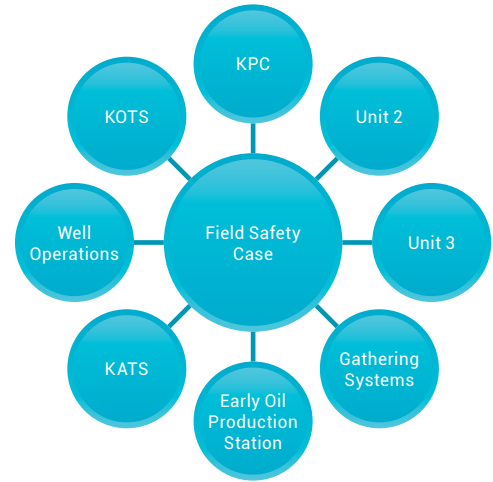 KPC
KOTS
Unit 2
Well
Operations
Field Safety
Case
Unit 3
KATS
Gathering
Systems
Early Oil
Production
Station